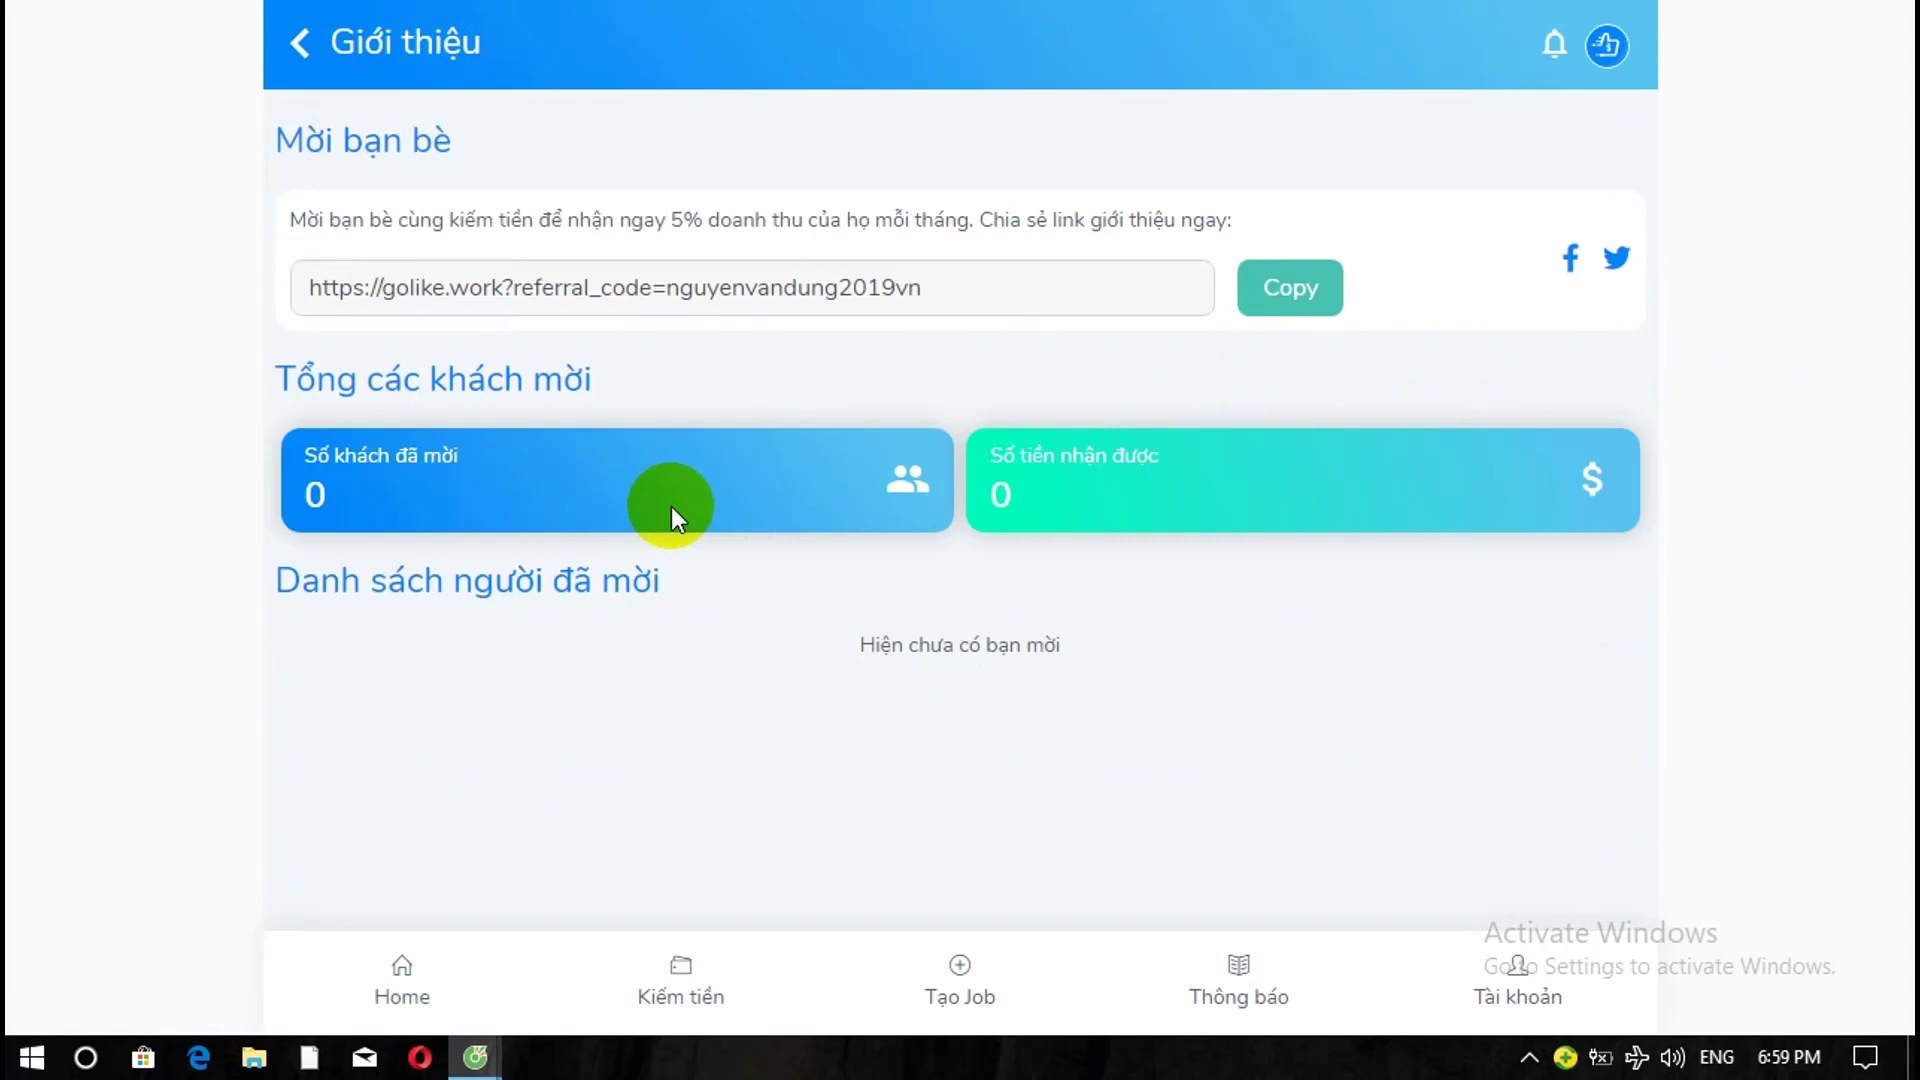 Giới thiệu
Mời bạn bè
Mời bạn bè cùng kiếm tiền để nhận ngay 5% doanh thu của họ mỗi tháng. Chia sẻ link giới thiệu ngay:
https://golike.work?referral_code=nguyenvandung2019vn
Copy
Tổng các khách mời
Số khách đã mời
0
Số tiền nhận được
0
Danh sách người đã mời
Hiện chưa có bạn mời
Activate Windows
Go to Settings to activate Windows.
Home
Kiếm tiền
Tạo Job
Thông báo
Tài khoản
ENG
6:59 PM